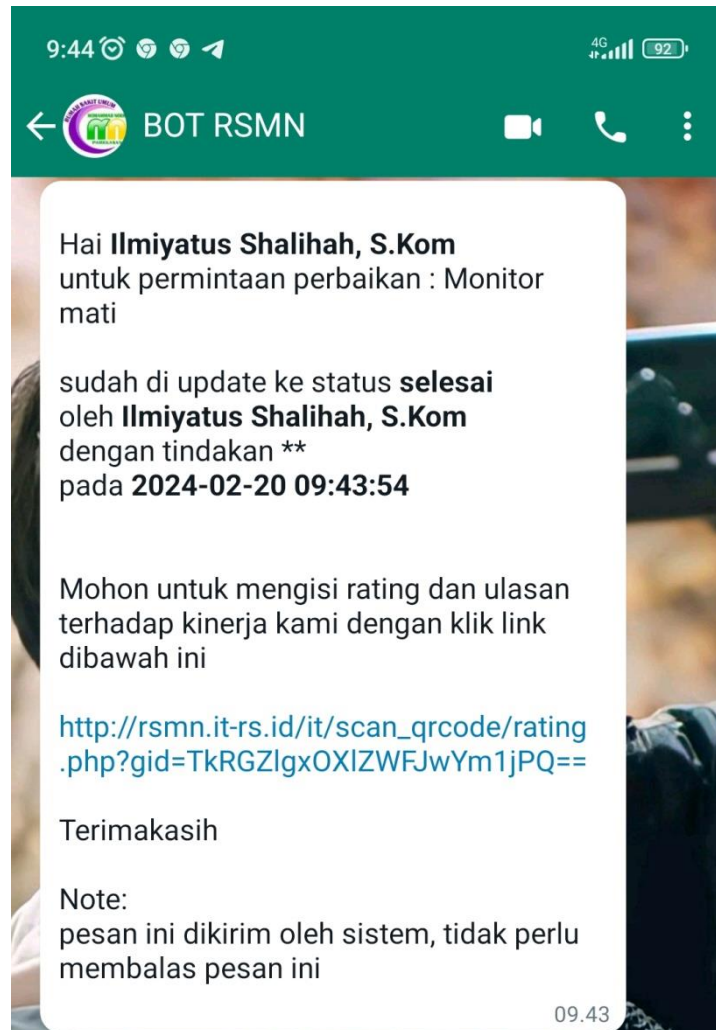 9:44
4G
92
BOT RSMN
Hai Ilmiyatus Shalihah, S.Kom
untuk permintaan perbaikan : Monitor
mati
sudah di update ke status selesai
oleh Ilmiyatus Shalihah, S.Kom
dengan tindakan **
pada 2024-02-20 09:43:54
Mohon untuk mengisi rating dan ulasan
terhadap kinerja kami dengan klik link
dibawah ini
http://rsmn.it-rs.id/it/scan_qrcode/rating
.php?gid=TkRGZlgxOXlZWFJwYm1jPQ==
Terimakasih
Note:
pesan ini dikirim oleh sistem, tidak perlu
membalas pesan ini
09.43